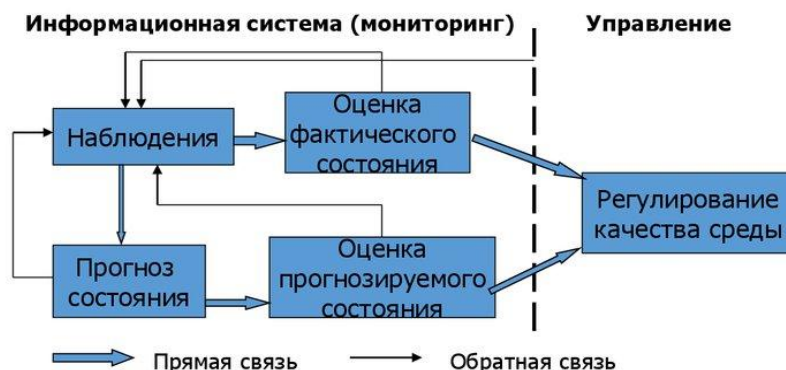 Информационная система (мониторинг)
Управление
Наблюдения
Оценка
фактического
состояния
Регулирование
качества среды
Прогноз
состояния
Оценка
прогнозируемого
состояния
Прямая связь
Обратная связь